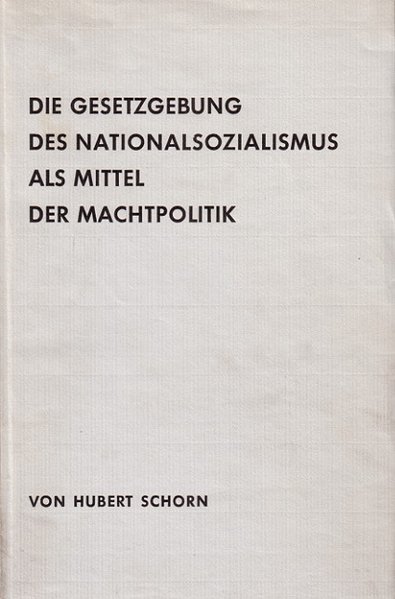 DIE GESETZGEBUNG
DES NATIONALSOZIALISMUS
ALS MITTEL
DER MACHTPOLITIK
VON HUBERT SCHORN